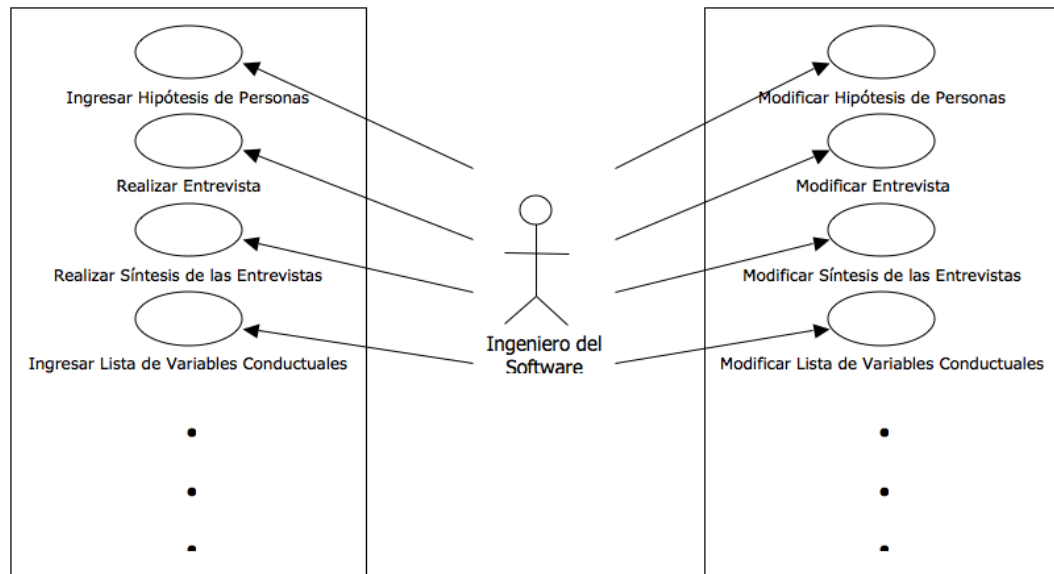 Ingresar Hipótesis de Personas
Realizar Entrevista
Realizar Síntesis de las Entrevistas
Ingresar Lista de Variables Conductuales
Ingeniero del
Software
Modificar Hipótesis de Personas
Modificar Entrevista
Modificar Síntesis de las Entrevistas
Modificar Lista de Variables Conductuales